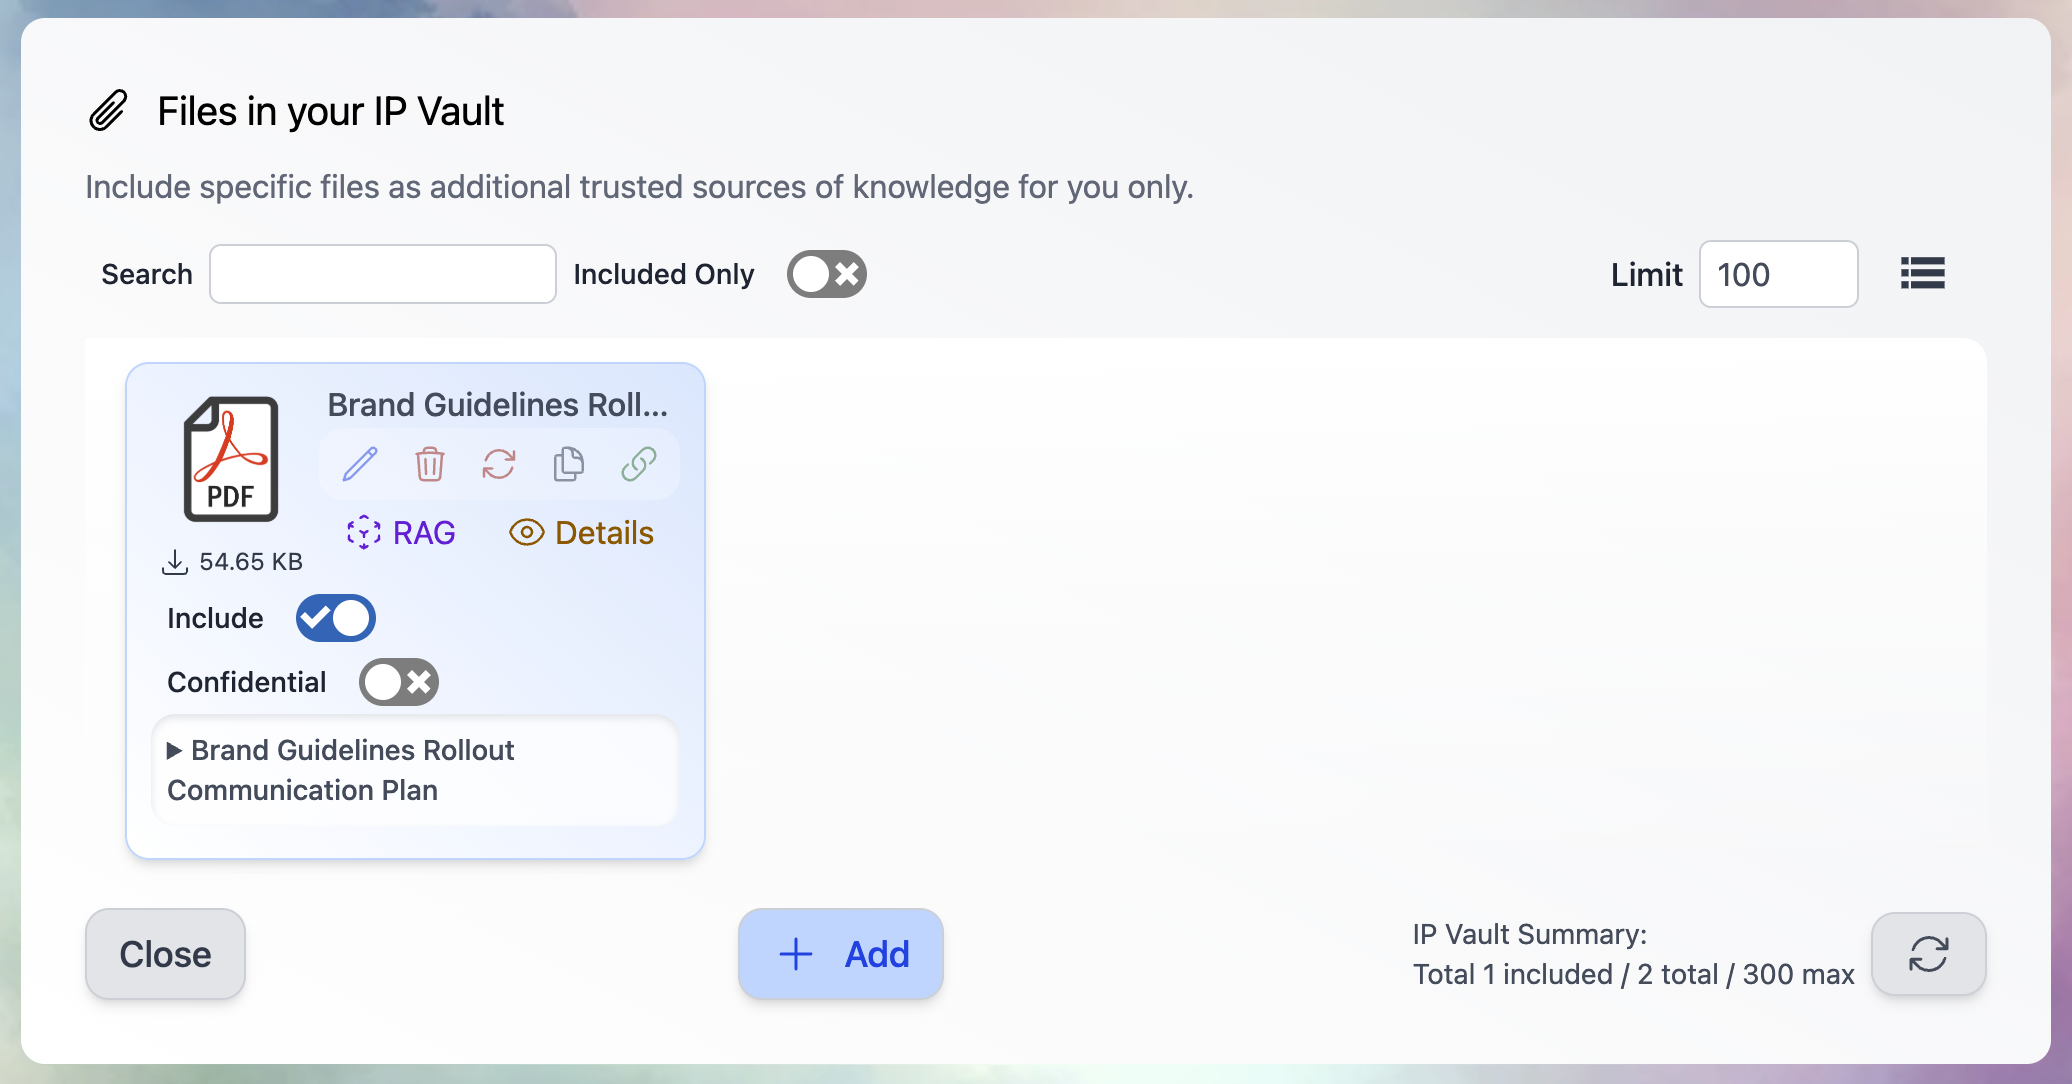 Files in your IP Vault
Include specific files as additional trusted sources of knowledge for you only.
Search
Included Only
Limit
100
Brand Guidelines Roll...
PDF
RAG
Details
54.65 KB
Include
Confidential
Brand Guidelines Rollout
Communication Plan
Close
Add
IP Vault Summary:
Total 1 included / 2 total / 300 max